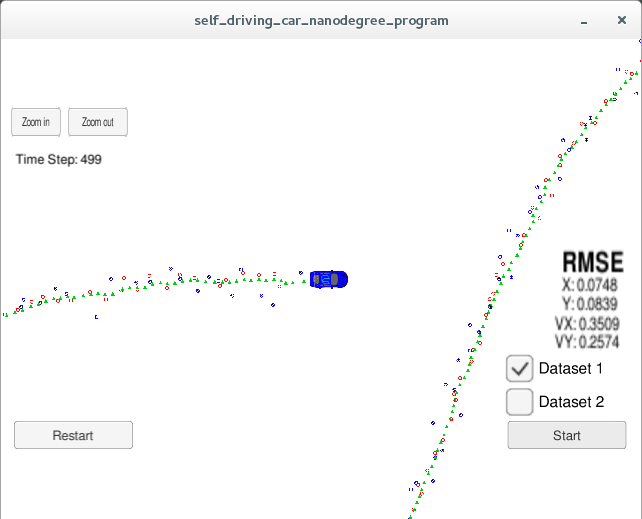 self_driving_car_nanodegree_program
Zoom in
Zoom out
Time Step: 499
RMSE
X: 0.0748
Y: 0.0839
VX: 0.3509
VY: 0.2574
Dataset 1
Dataset 2
Restart
Start